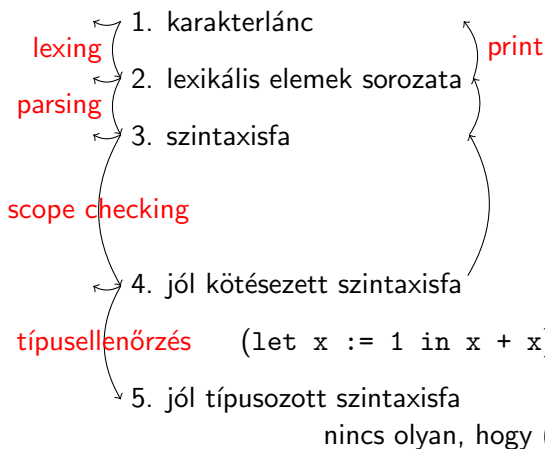 1. karakterlánc
lexing
print
2. lexikális elemek sorozata
parsing
3. szintaxisfa
scope checking
4. jól kötésezett szintaxisfa
típusellenőrzés (let x := 1 in x + x)
5. jól típusozott szintaxisfa
nincs olyan, hogy (